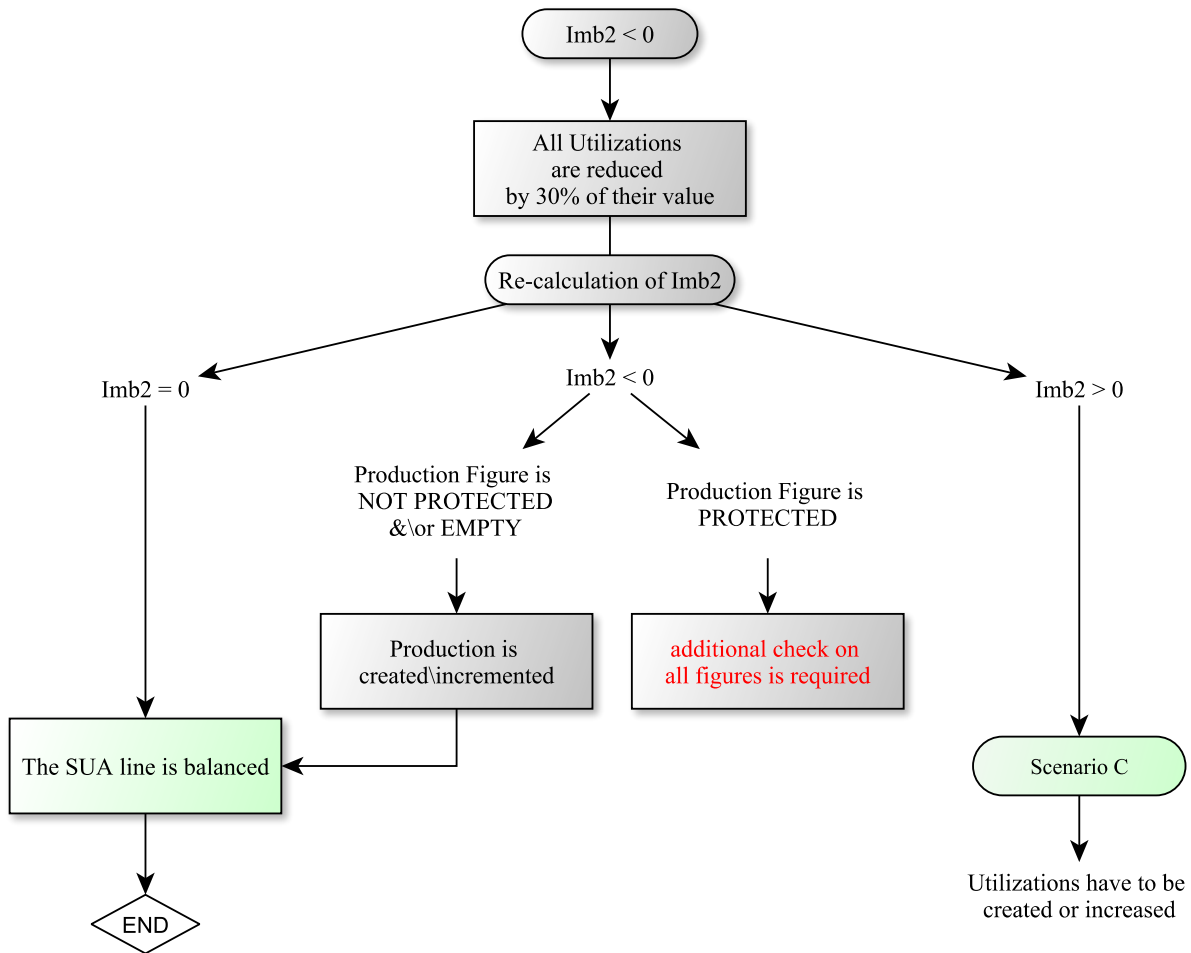 Imb2 < 0
All Utilizations
are reduced
by 30% of their value
Re-calculation of Imb2
Imb2 = 0
Imb2 < 0
Imb2 > 0
Production Figure is
NOT PROTECTED
&\or EMPTY
Production Figure is
PROTECTED
Production is
created\incremented
additional check on
all figures is required
The SUA line is balanced
Scenario C
END
Utilizations have to be
created or increased